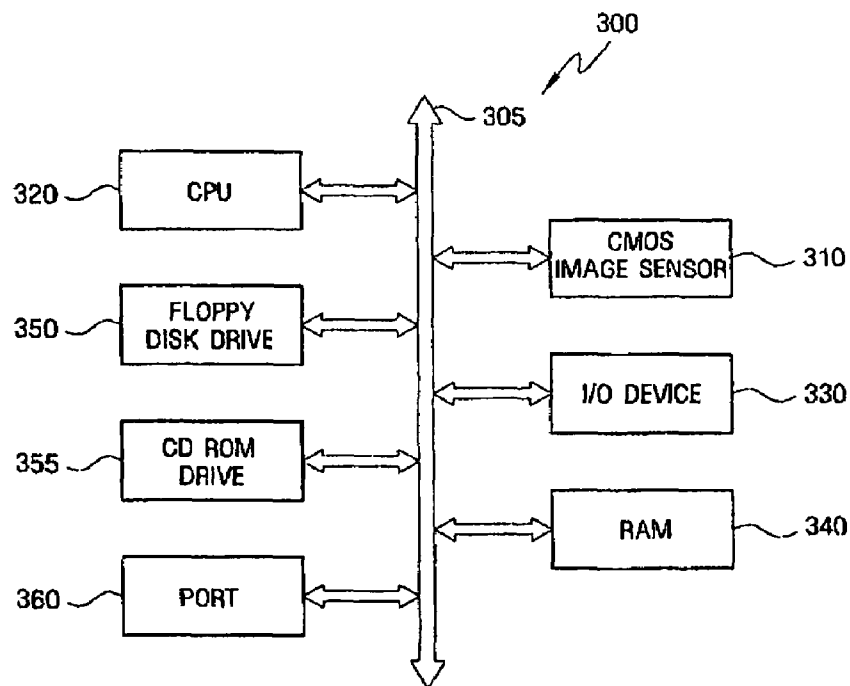 300
305
320
CPU
CMOS
IMAGE SENSOR
310
350
FLOPPY
DISK DRIVE
I/O DEVICE
330
355
CD ROM
DRIVE
RAM
340
360
PORT